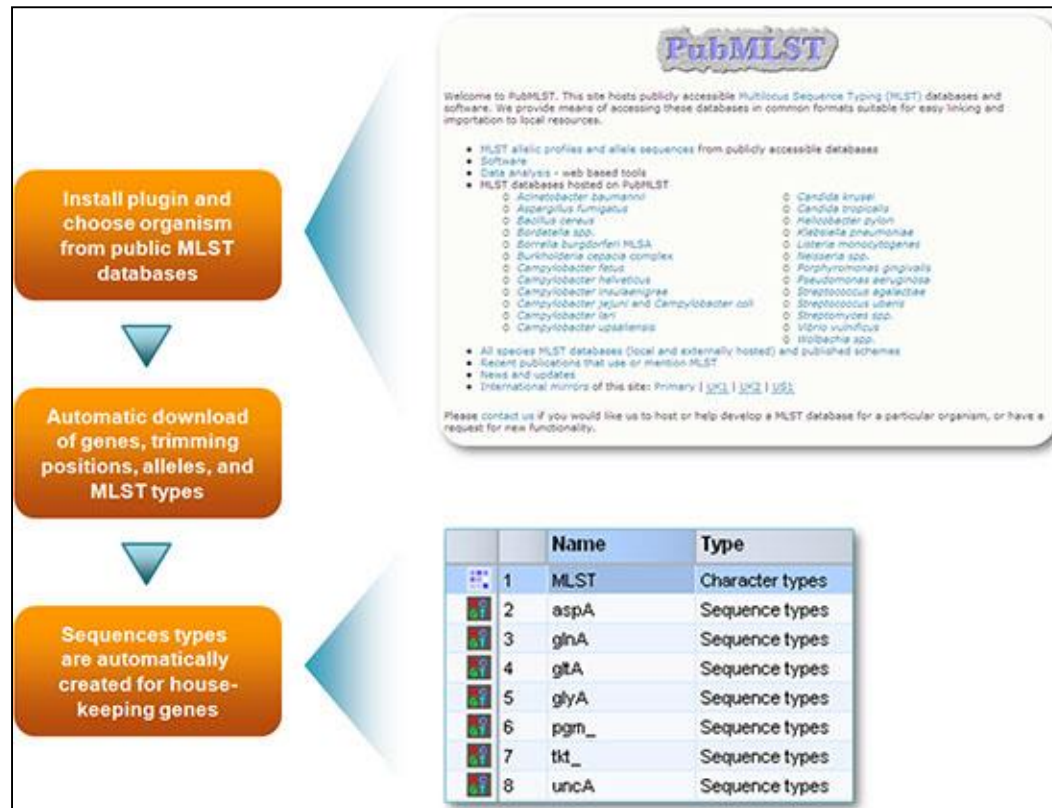 PubMLST
Welcome to PubMLST. This site hosts publicly accessible Multilocus Sequence Typing (MLST) databases and
software. We provide means of accessing these databases in common formats suitable for easy linking and
importation to local resources.
MLST allelic profiles and allele sequences from publicly accessible databases
Software
Data analysis - web based tools
MLST databases hosted on PubMLST
Acinetobacter baumannii
Aspergillus fumigatus
Bacillus cereus
Bordetella spp.
Borrelia burgdorferi MLSA
Burkholderia cepacia complex
Campylobacter fetus
Campylobacter helveticus
Campylobacter insulaenigrae
Campylobacter jejuni and Campylobacter coli
Campylobacter lari
Campylobacter upsaliensis
Candida krusei
Candida tropicalis
Helicobacter pylori
Klebsiella pneumoniae
Listeria monocytogenes
Neisseria spp.
Porphyromonas gingivalis
Pseudomonas aeruginosa
Streptococcus agalactiae
Streptococcus uberis
Streptomyces spp.
Vibrio vulnificus
Wolbachia spp.
All species MLST databases (local and externally hosted) and published schemes
Recent publications that use or mention MLST
News and updates
International mirrors of this site: Primary | UK1 | UK2 | US1
Please contact us if you would like us to host or help develop a MLST database for a particular organism, or have a
request for new functionality.
Install plugin and
choose organism
from public MLST
databases
Automatic download
of genes, trimming
positions, alleles, and
MLST types
Sequences types
are automatically
created for house-
keeping genes
Name Type
1 MLST Character types
2 aspA Sequence types
3 glnA Sequence types
4 gltA Sequence types
5 glyA Sequence types
6 pgm_ Sequence types
7 tkt_ Sequence types
8 uncA Sequence types